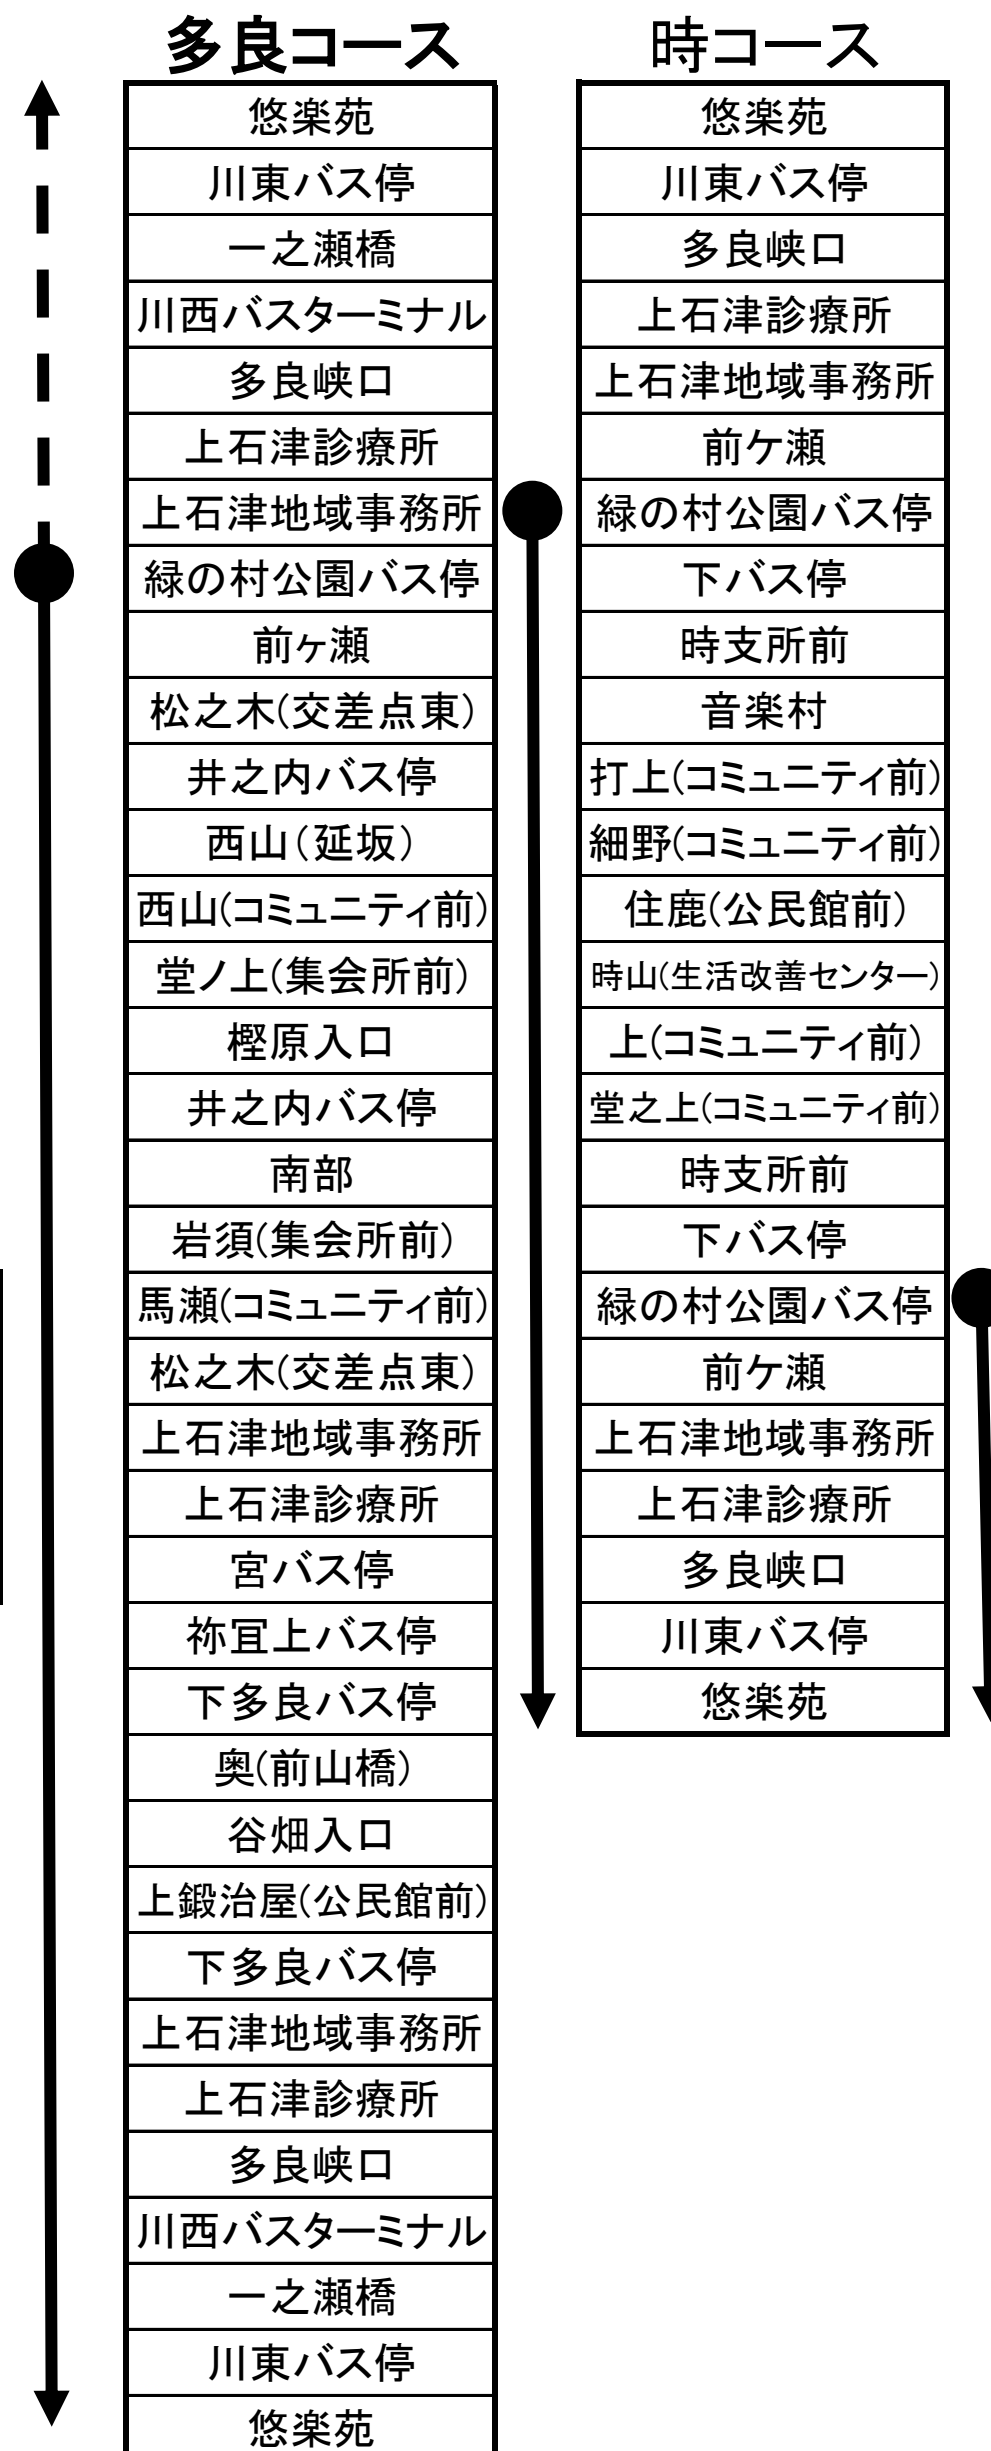 多良コース
悠楽苑
川東バス停
一之瀬橋
川西バスターミナル
多良峡口
上石津診療所
上石津地域事務所
緑の村公園バス停
前ヶ瀬
松之木(交差点東)
井之内バス停
西山(延坂)
西山(コミュニティ前)
堂ノ上(集会所前)
樫原入口
井之内バス停
南部
岩須(集会所前)
馬瀬(コミュニティ前)
松之木(交差点東)
上石津地域事務所
上石津診療所
宮バス停
祢冝上バス停
下多良バス停
奥(前山橋)
谷畑入口
上鍛治屋(公民館前)
下多良バス停
上石津地域事務所
上石津診療所
多良峡口
川西バスターミナル
一之瀬橋
川東バス停
悠楽苑
時コース
悠楽苑
川東バス停
多良峡口
上石津診療所
上石津地域事務所
前ケ瀬
緑の村公園バス停
下バス停
時支所前
音楽村
打上(コミュニティ前)
細野(コミュニティ前)
住鹿(公民館前)
時山(生活改善センター)
上(コミュニティ前)
堂之上(コミュニティ前)
時支所前
下バス停
緑の村公園バス停
前ケ瀬
上石津地域事務所
上石津診療所
多良峡口
川東バス停
悠楽苑